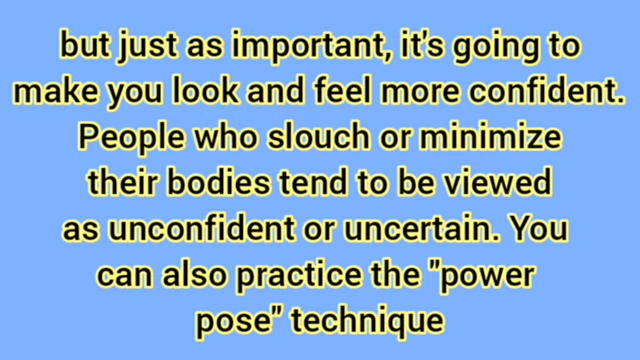 but just as important, it's going to
make you look and feel more confident.
People who slouch or minimize
their bodies tend to be viewed
as unconfident or uncertain. You
can also practice the "power
pose" technique